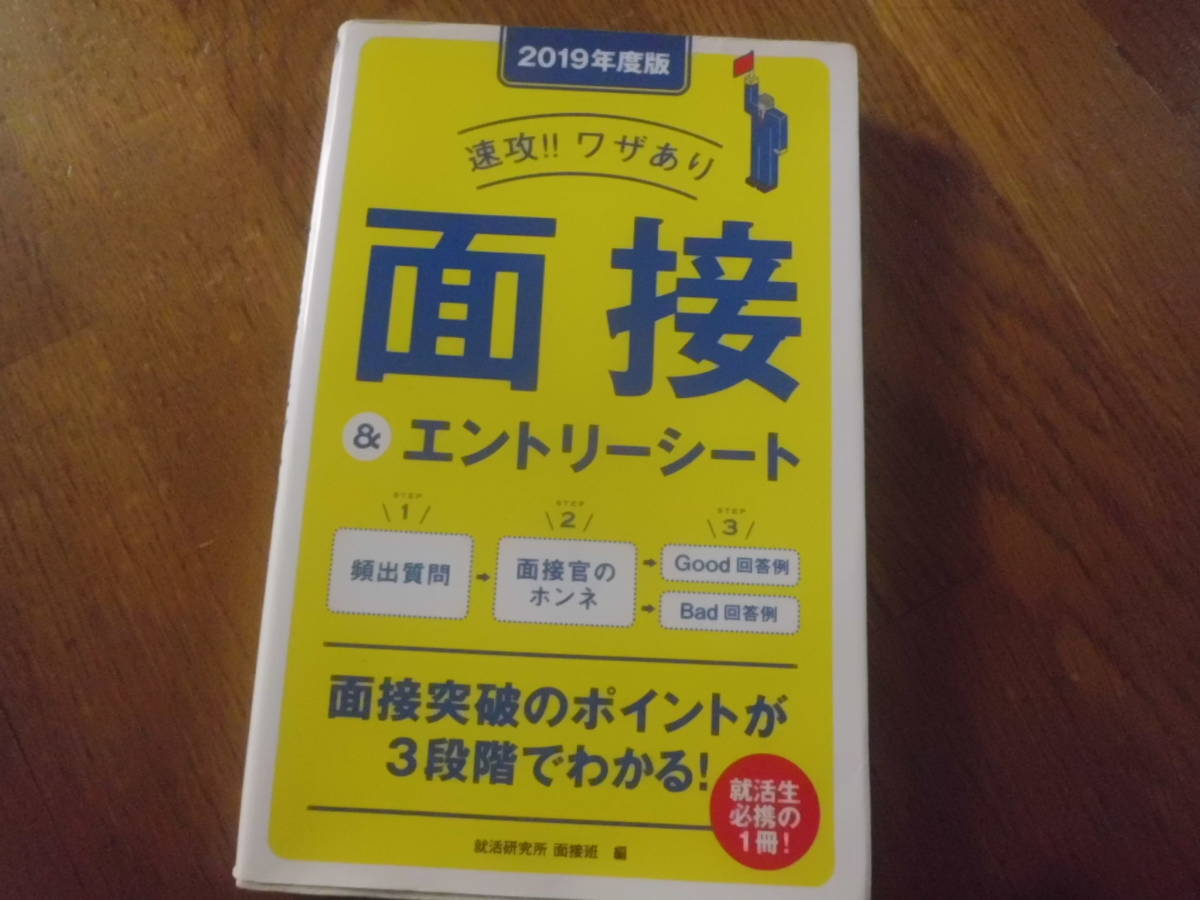 2019年度版
速攻!! ワザあり
面接
& エントリーシート
STEP 1
STEP 2
STEP 3
頻出質問
面接官の
ホンネ
Good 回答例
Bad 回答例
面接突破のポイントが
3段階でわかる!
就活生
必携の
1冊!
就活研究所 面接班 編